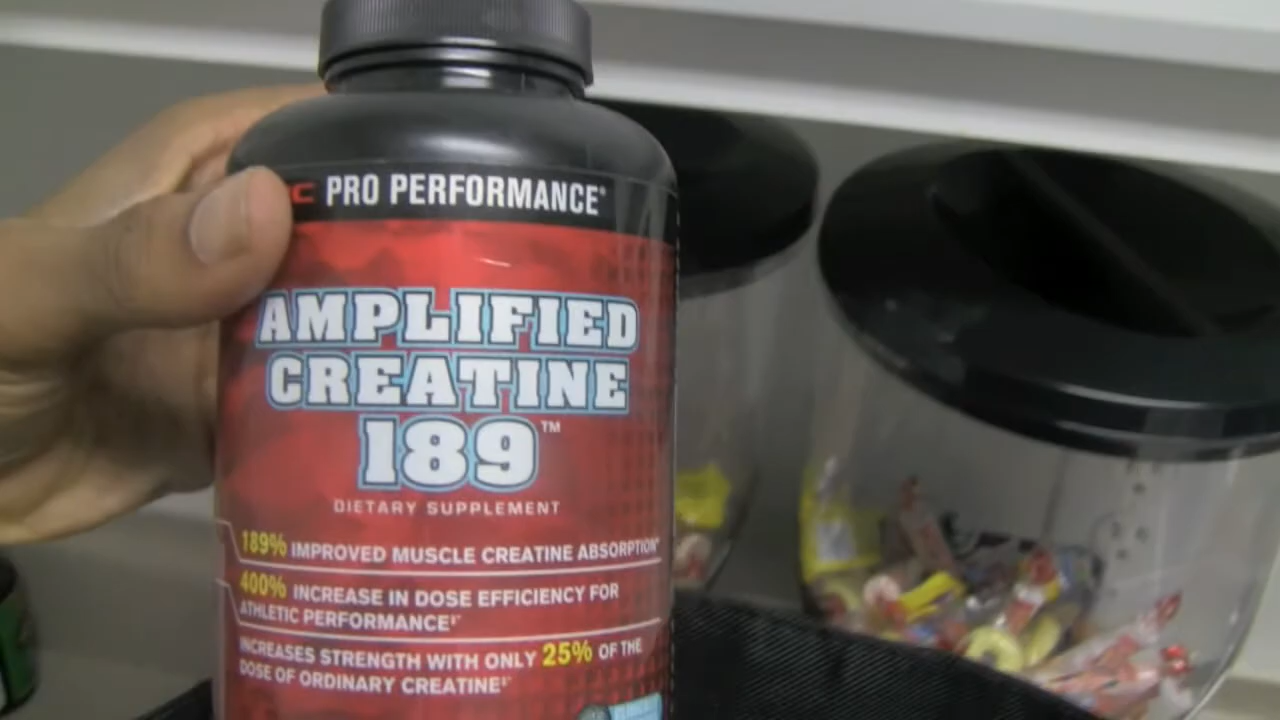 C PRO PERFORMANCE®
AMPLIFIED
CREATINE
189™
DIETARY SUPPLEMENT
189% IMPROVED MUSCLE CREATINE ABSORPTION*
400% INCREASE IN DOSE EFFICIENCY FOR
ATHLETIC PERFORMANCE
INCREASES STRENGTH WITH ONLY 25% OF THE
DOSE OF ORDINARY CREATINE